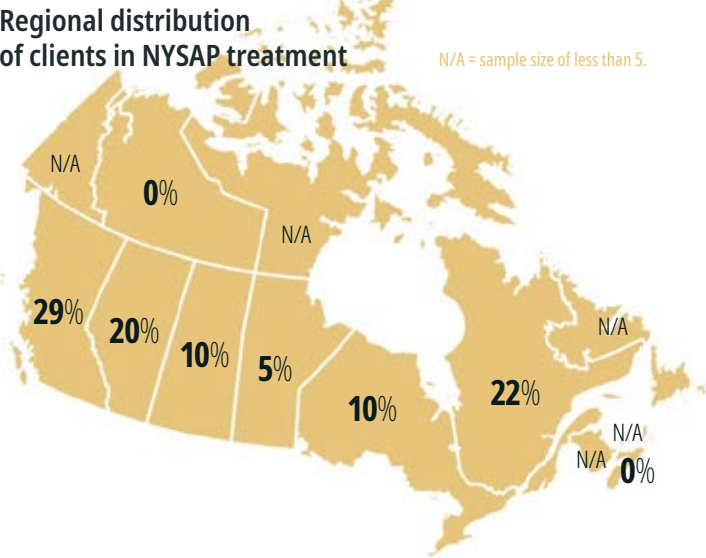 Regional distribution
of clients in NYSAP treatment
N/A = sample size of less than 5.
N/A
0%
N/A
29%
20%
10%
5%
10%
22%
N/A
N/A
N/A
0%